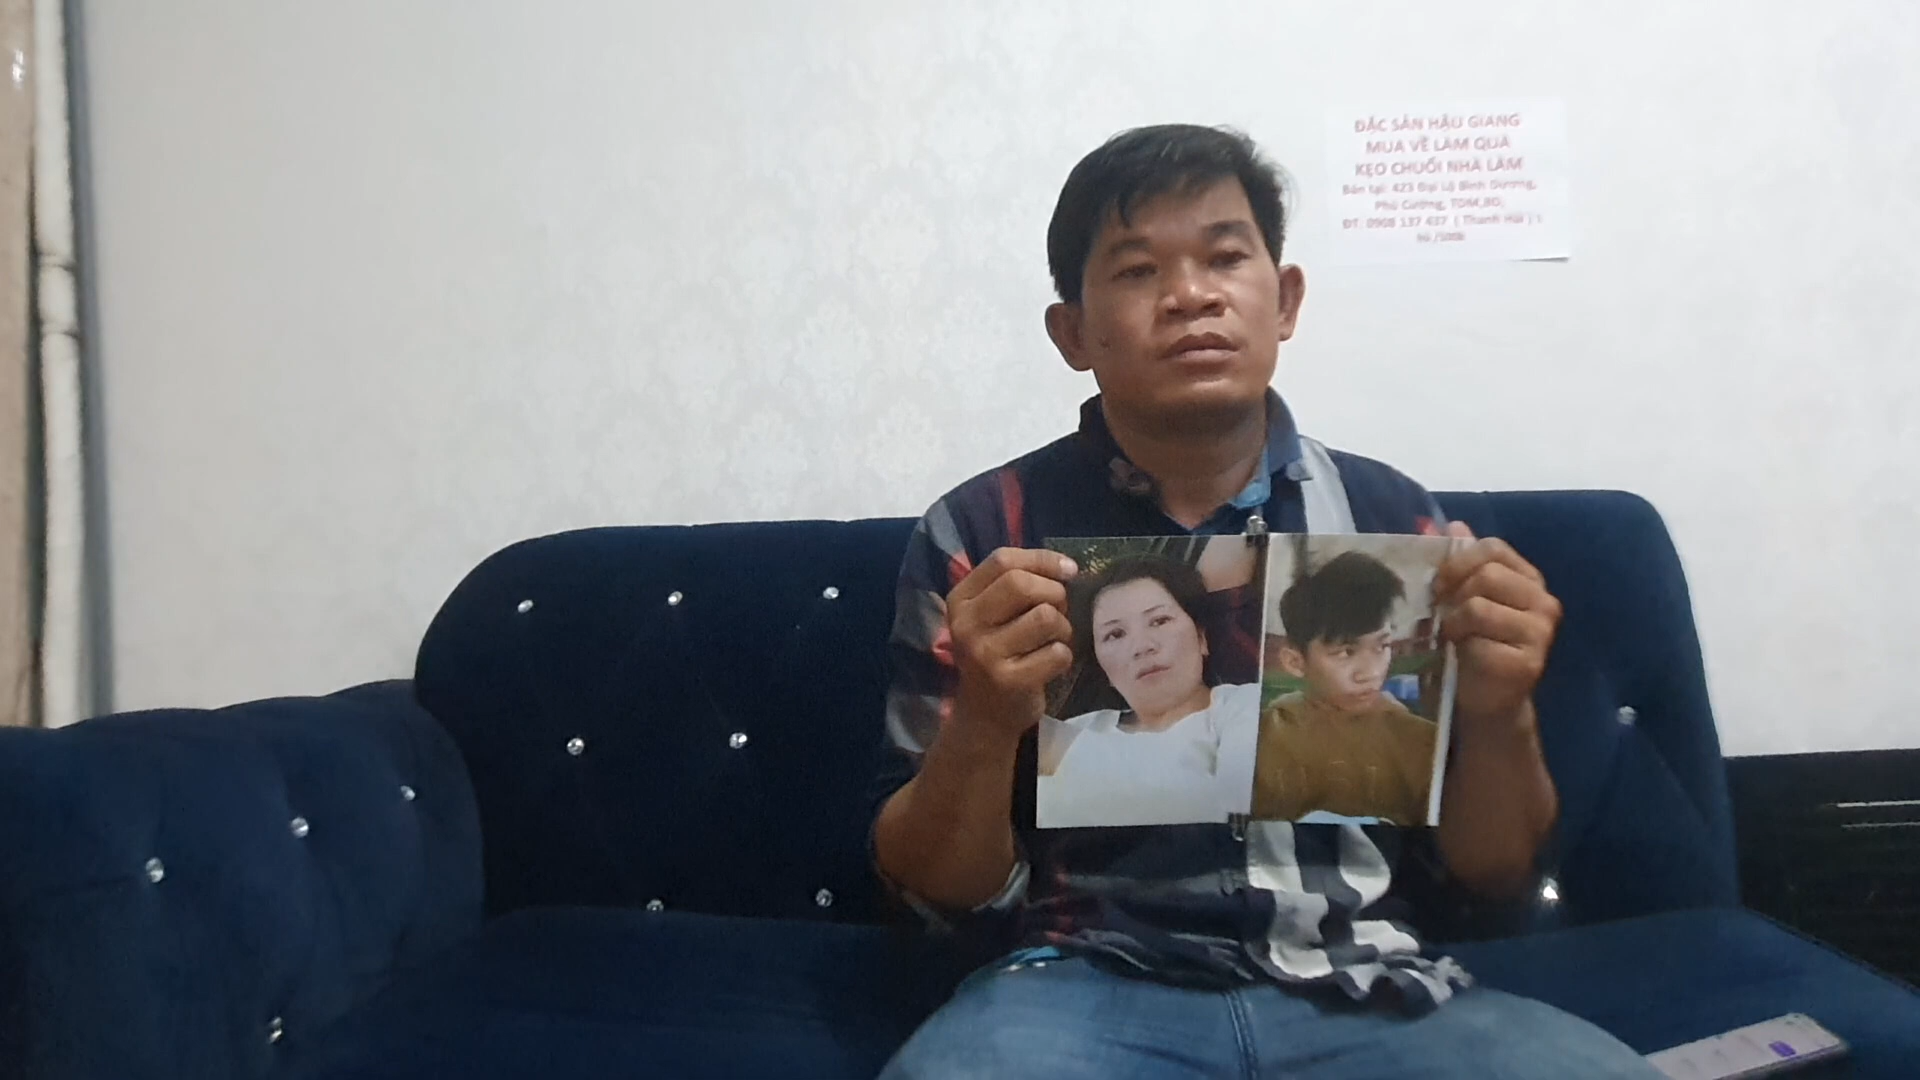 ĐẶC SẢN HẬU GIANG
MUA VỀ LÀM QUÀ
KẸO CHUỐI NHÀ LÀM
Bán tại: 423 Đại Lộ Bình Dương,
Phú Cường, TDM,BD,
ĐT: 0908 137 437 ( Thanh Hải )